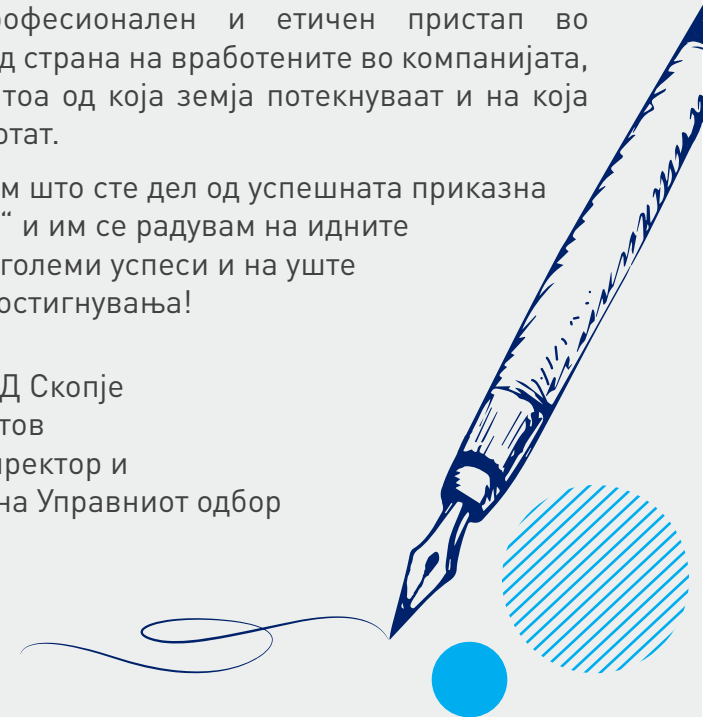 рофесионален и етичен пристап во
д страна на вработените во компанијата,
тоа од која земја потекнуваат и на која
отат.
м што сте дел од успешната приказна
“ и им се радувам на идните
големи успеси и на уште
остигнувања!
Д Скопје
тов
ректор и
на Управниот одбор